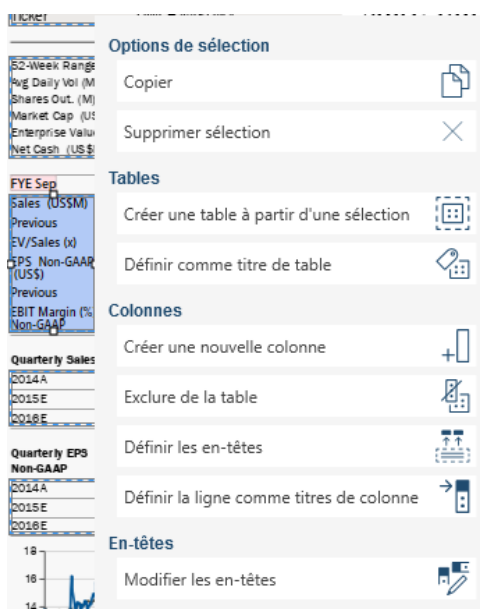 Ticker
52-Week Range
Avg Daily Vol (M
Shares Out. (M)
Market Cap (US
Enterprise Value
Net Cash (US$
FYE Sep
Sales (US$M)
Previous
EV/Sales (x)
EPS Non-GAAP
(US$)
Previous
EBIT Margin (%
Non-GAAP
Quarterly Sales
2014A
2015E
2016E
Quarterly EPS
Non-GAAP
2014A
2015E
2016E
18
16
14
Options de sélection
Copier
Supprimer sélection
Tables
Créer une table à partir d'une sélection
Définir comme titre de table
Colonnes
Créer une nouvelle colonne
Exclure de la table
Définir les en-têtes
Définir la ligne comme titres de colonne
En-têtes
Modifier les en-têtes